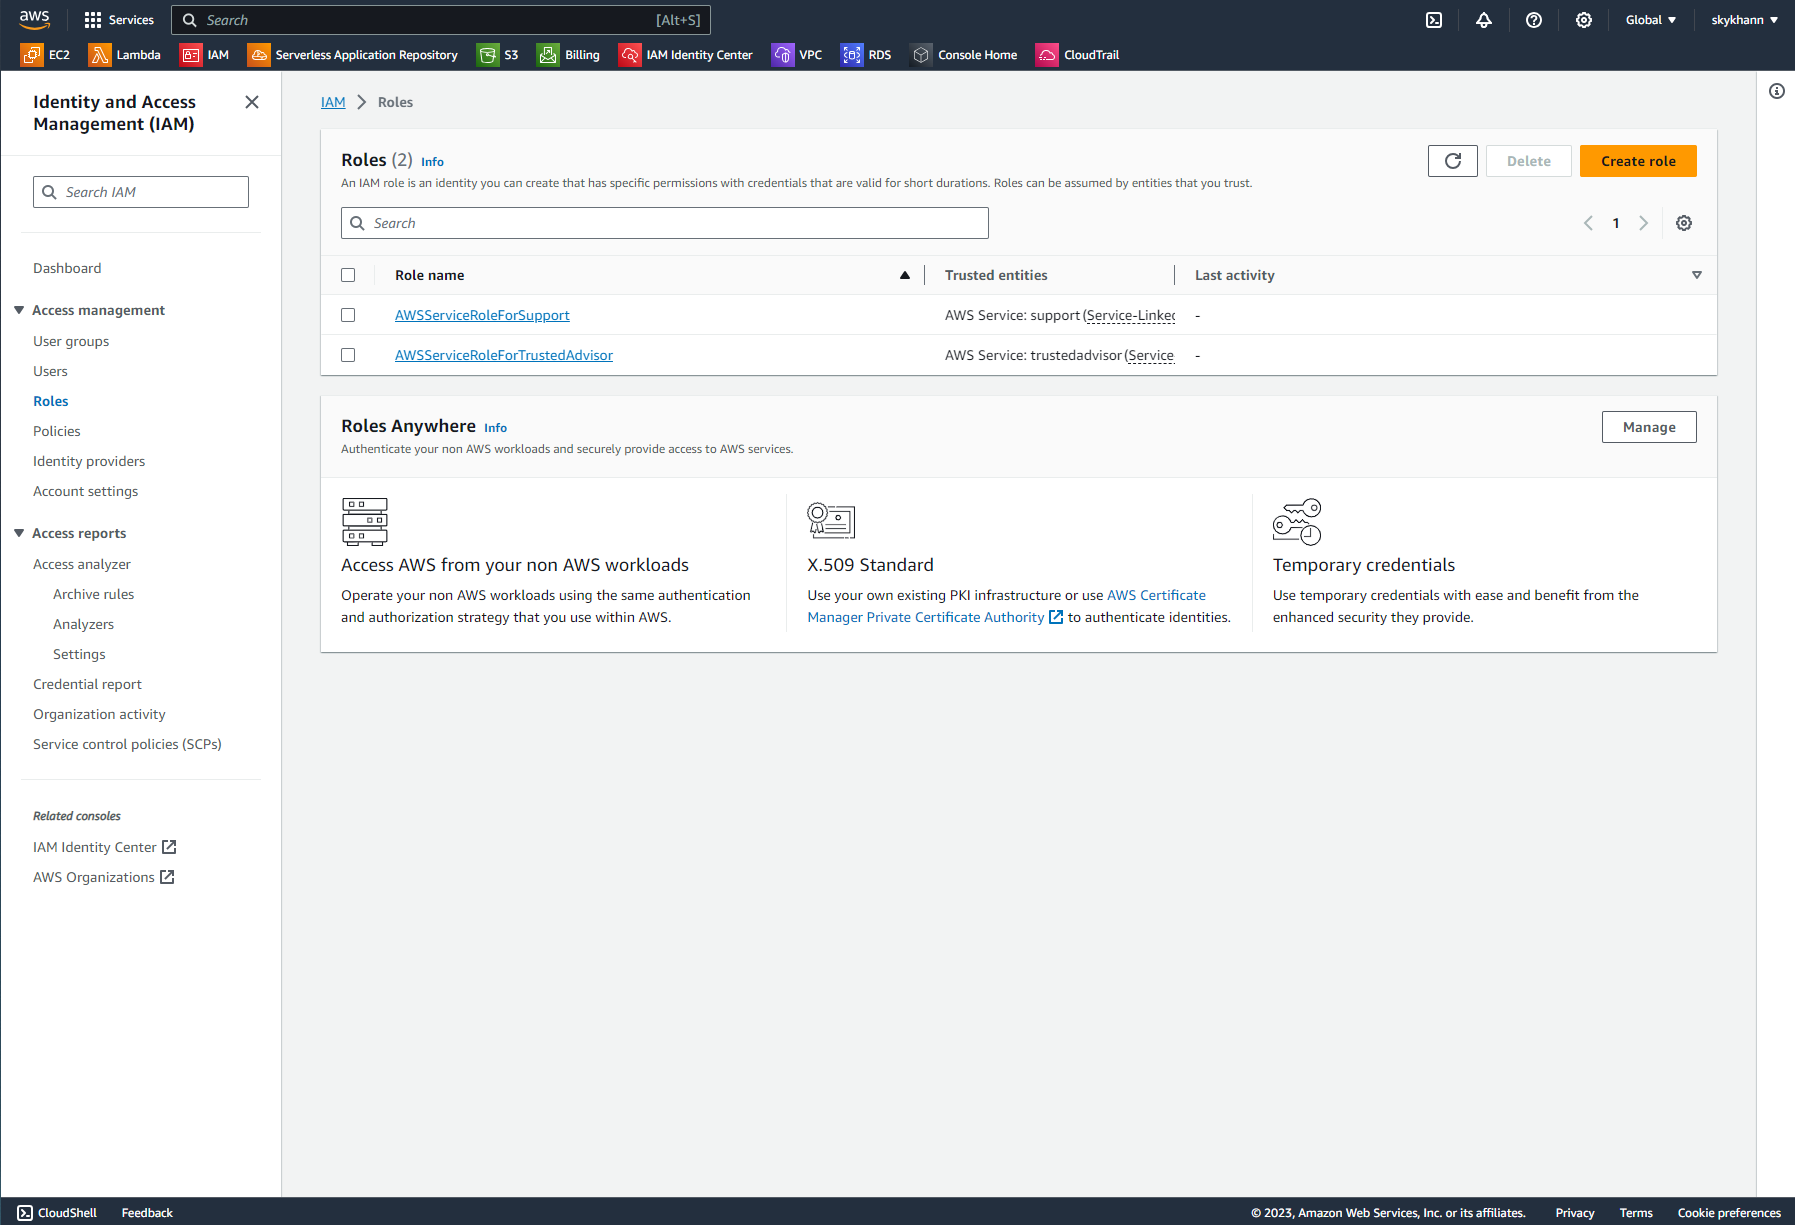 aws Services Search [Alt+S] Global skykhann
EC2 Lambda IAM Serverless Application Repository S3 Billing IAM Identity Center VPC RDS Console Home CloudTrail
Identity and Access
Management (IAM)
Search IAM
Dashboard
Access management
User groups
Users
Roles
Policies
Identity providers
Account settings
Access reports
Access analyzer
Archive rules
Analyzers
Settings
Credential report
Organization activity
Service control policies (SCPs)
Related consoles
IAM Identity Center
AWS Organizations
IAM > Roles
Roles (2) Info
Delete
Create role
An IAM role is an identity you can create that has specific permissions with credentials that are valid for short durations. Roles can be assumed by entities that you trust.
Search
1
Role name Trusted entities Last activity
AWSServiceRoleForSupport AWS Service: support (Service-Linked -
AWSServiceRoleForTrustedAdvisor AWS Service: trustedadvisor (Service -
Roles Anywhere Info
Manage
Authenticate your non AWS workloads and securely provide access to AWS services.
Access AWS from your non AWS workloads
Operate your non AWS workloads using the same authentication
and authorization strategy that you use within AWS.
X.509 Standard
Use your own existing PKI infrastructure or use AWS Certificate
Manager Private Certificate Authority to authenticate identities.
Temporary credentials
Use temporary credentials with ease and benefit from the
enhanced security they provide.
CloudShell Feedback © 2023, Amazon Web Services, Inc. or its affiliates. Privacy Terms Cookie preferences